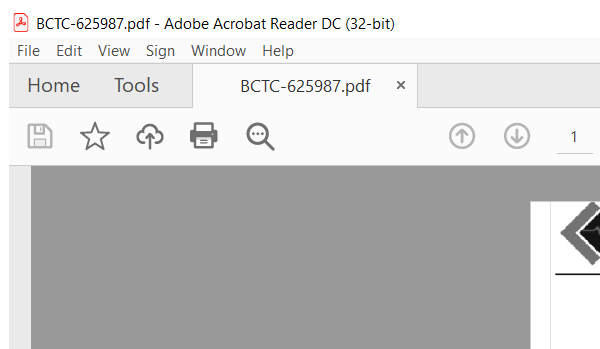 BCTC-625987.pdf - Adobe Acrobat Reader DC (32-bit)
File Edit View Sign Window Help
Home Tools BCTC-625987.pdf ×
1